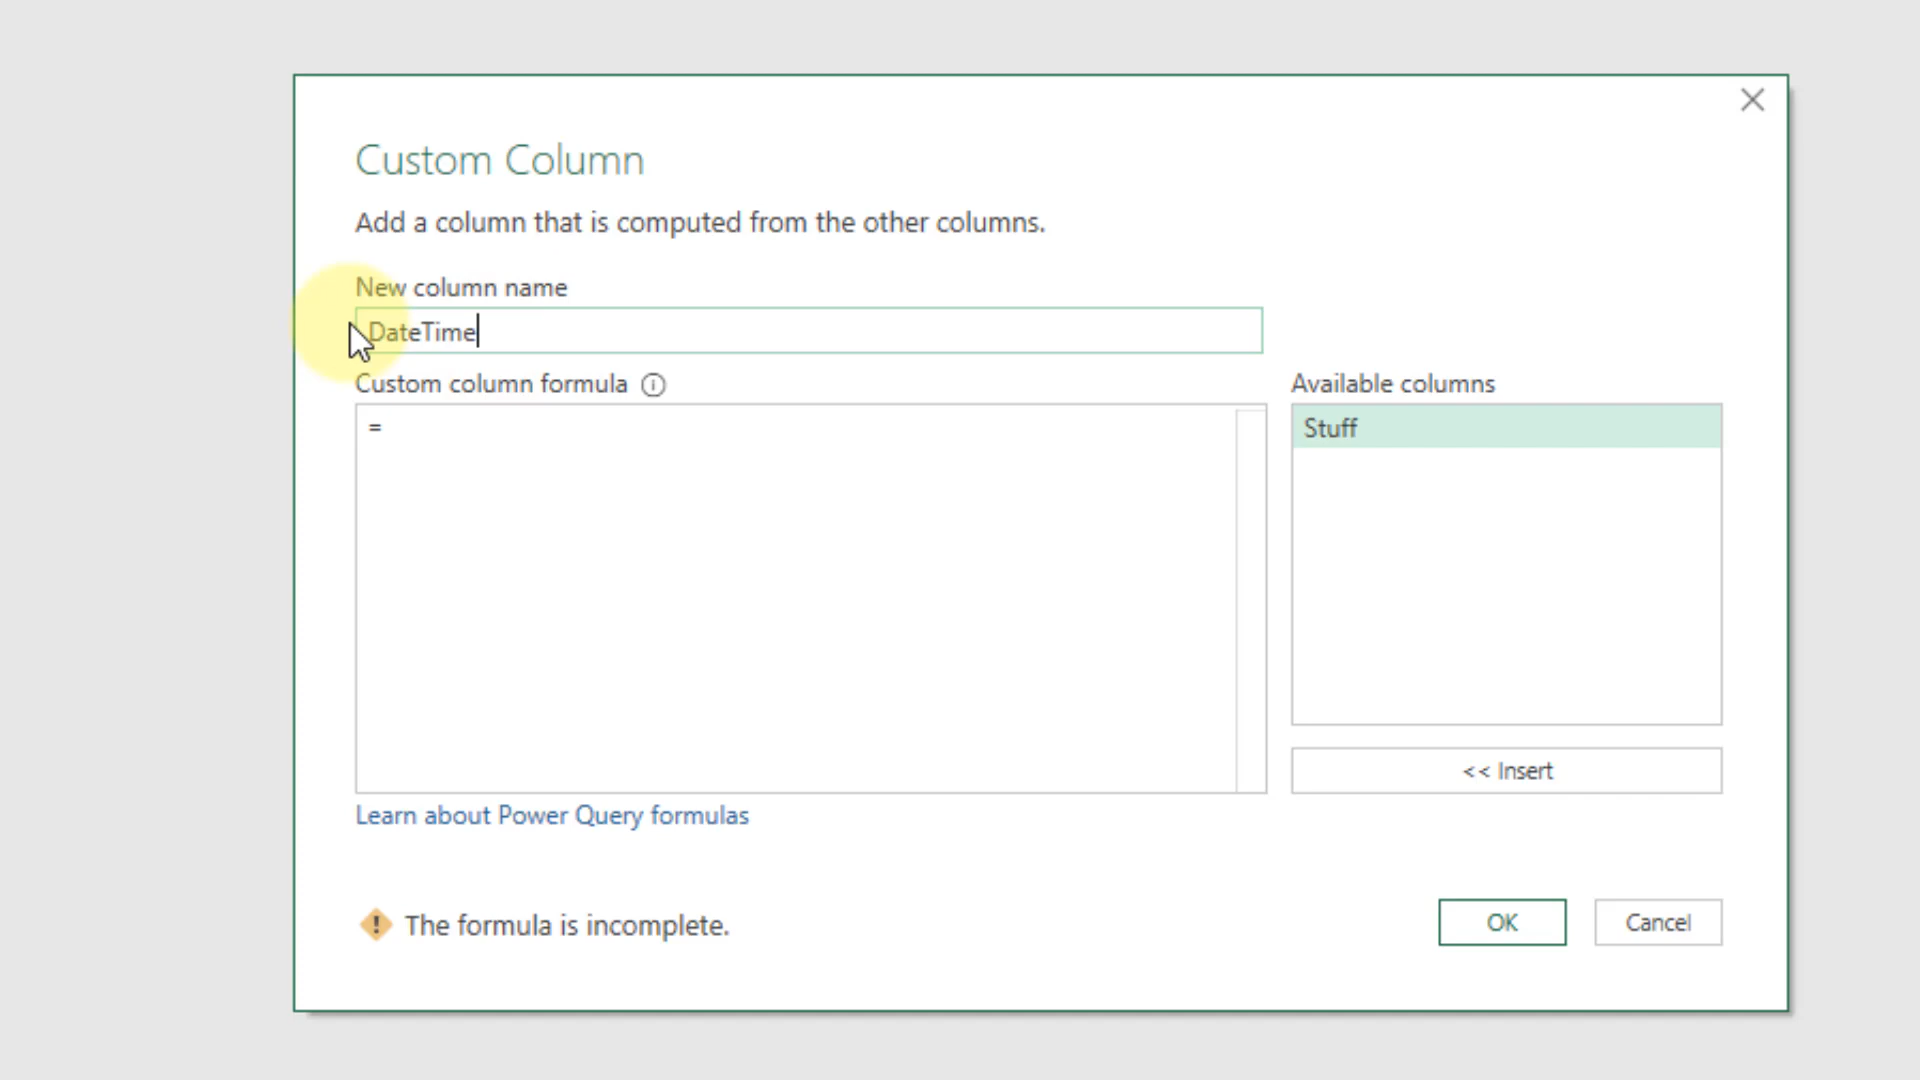 Custom Column
Add a column that is computed from the other columns.
New column name
DateTime
Custom column formula
Available columns
=
Stuff
<< Insert
Learn about Power Query formulas
The formula is incomplete.
OK
Cancel